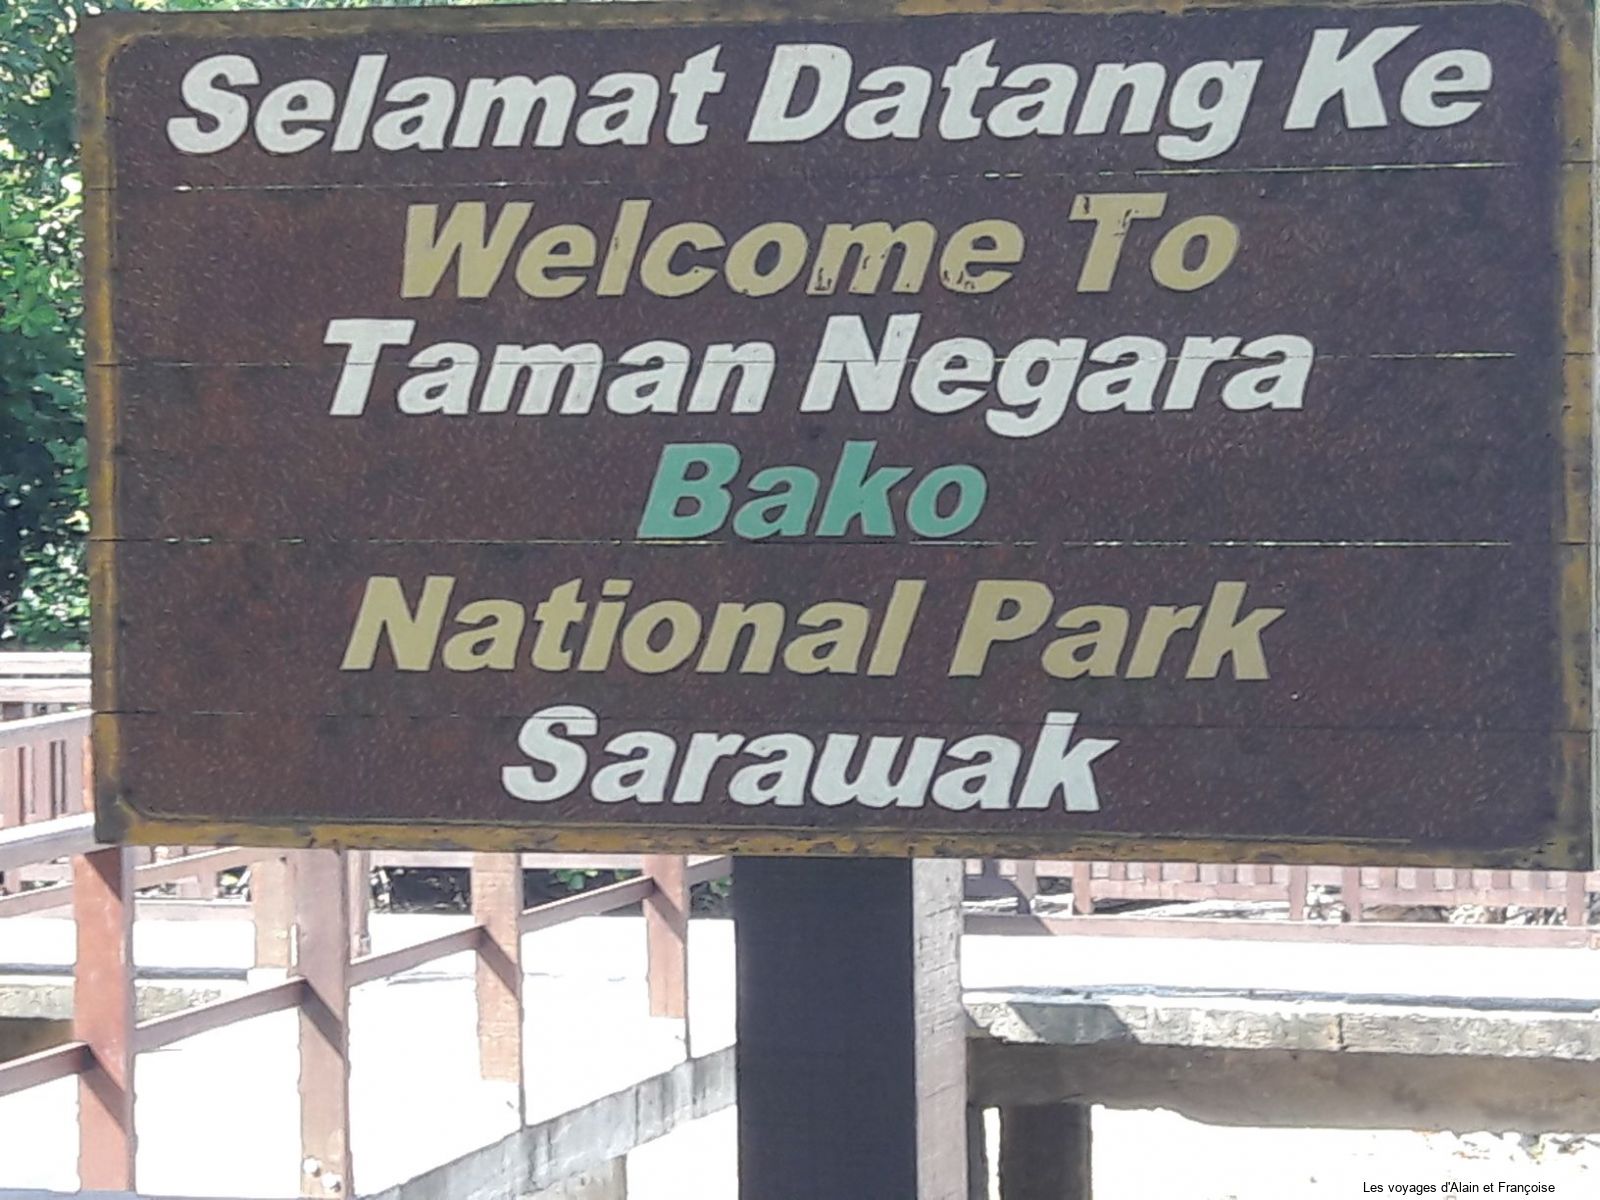 Selamat Datang Ke
Welcome To
Taman Negara
Bako
National Park
Sarawak
Les voyages d'Alain et Françoise